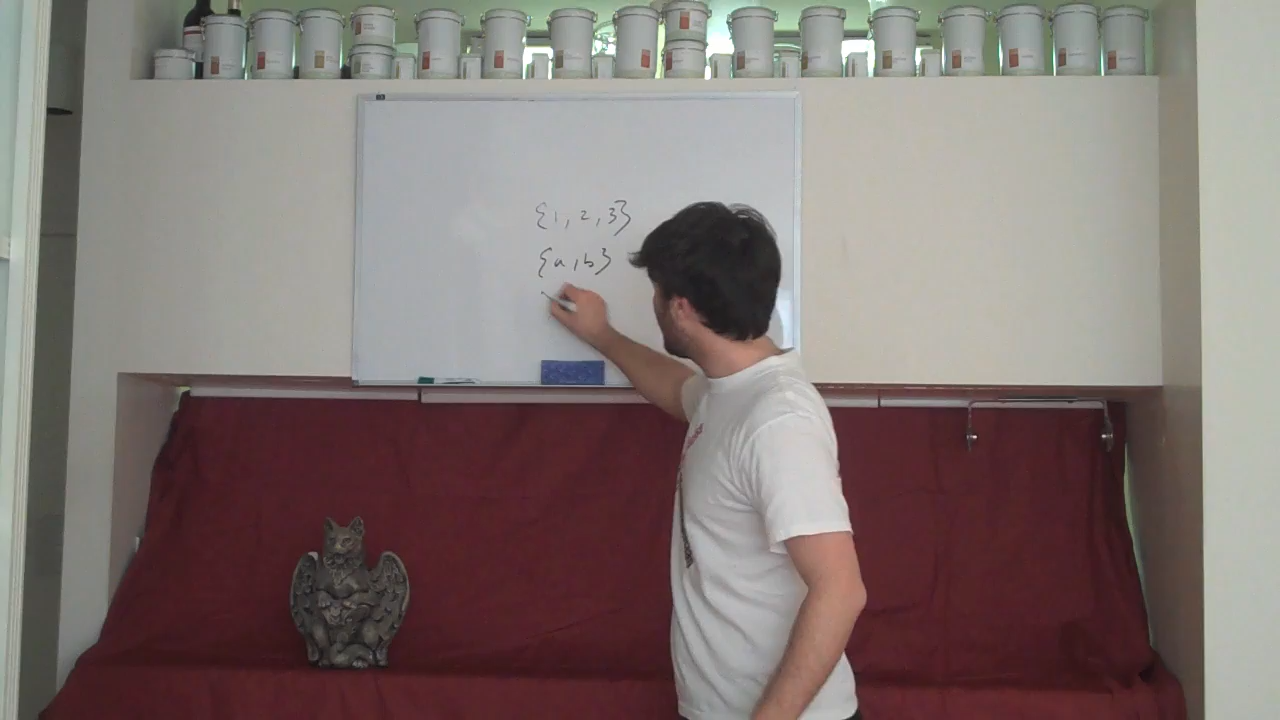 {1, 2, 3}
{a, b}